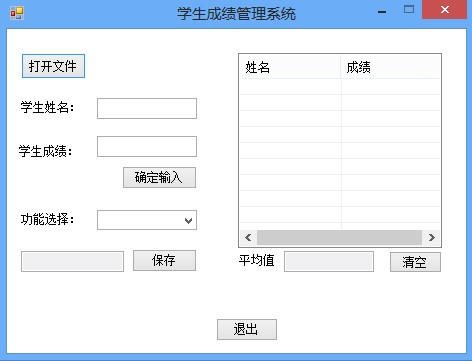 学生成绩管理系统
打开文件
学生姓名：
学生成绩：
确定输入
功能选择：
保存
姓名 成绩
平均值
清空
退出